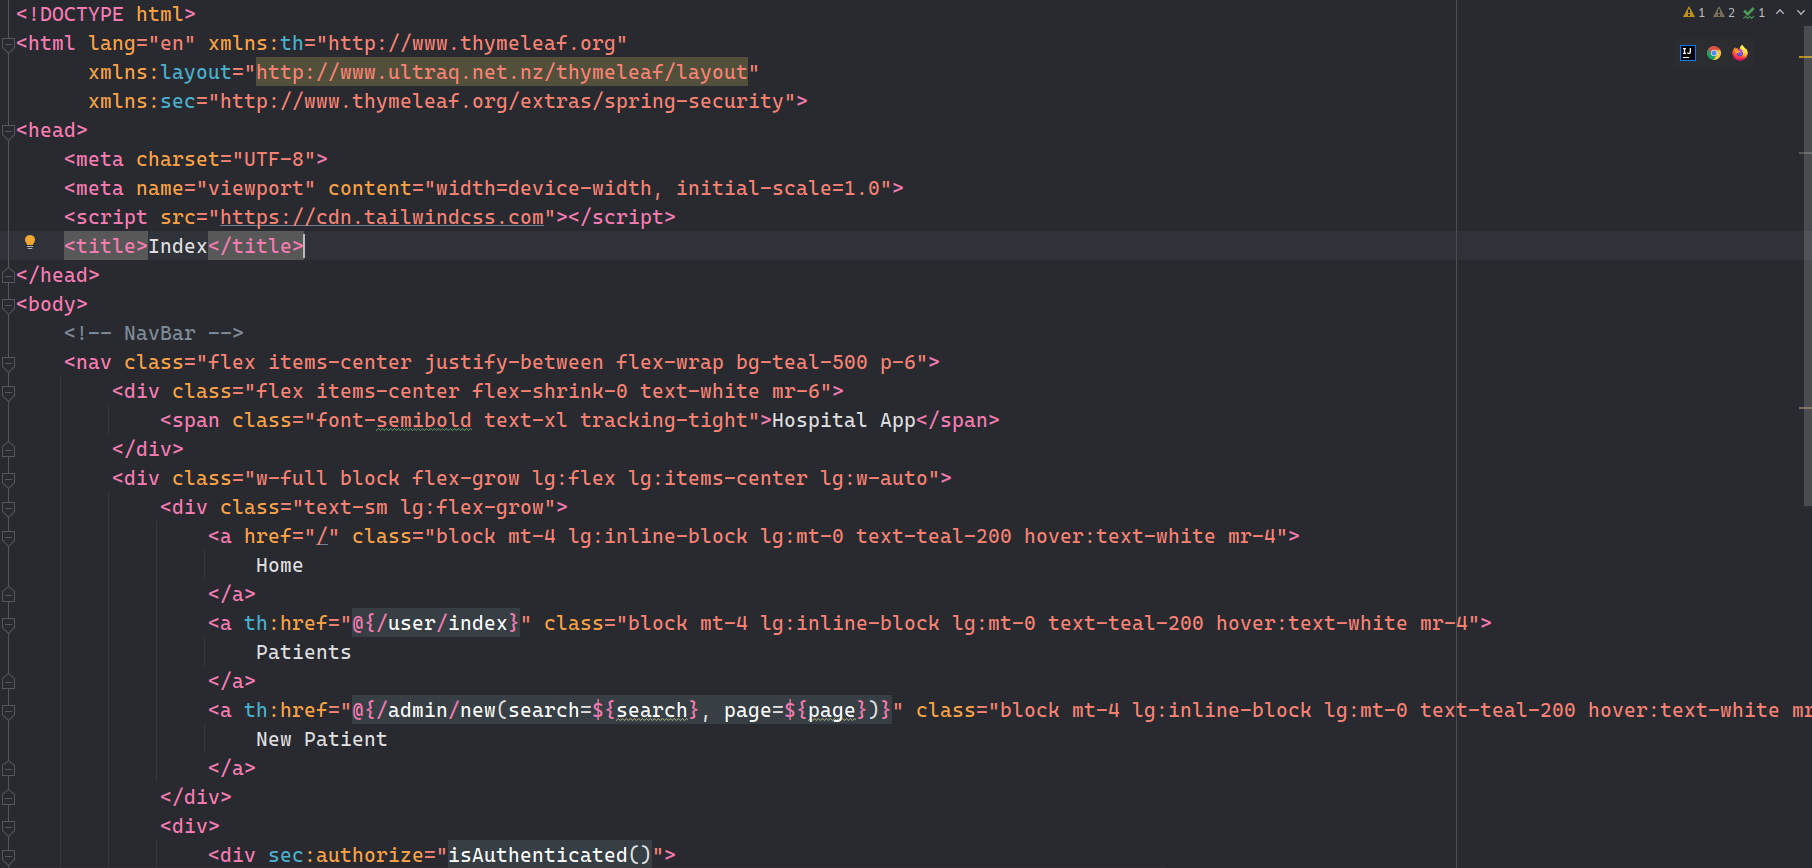 <!DOCTYPE html>
1 2 1
<html lang="en" xmlns:th="http://www.thymeleaf.org"
xmlns:layout="http://www.ultraq.net.nz/thymeleaf/layout"
xmlns:sec="http://www.thymeleaf.org/extras/spring-security">
<head>
<meta charset="UTF-8">
<meta name="viewport" content="width=device-width, initial-scale=1.0">
<script src="https://cdn.tailwindcss.com"></script>
<title>Index</title>
</head>
<body>
<!-- NavBar -->
<nav class="flex items-center justify-between flex-wrap bg-teal-500 p-6">
<div class="flex items-center flex-shrink-0 text-white mr-6">
<span class="font-semibold text-xl tracking-tight">Hospital App</span>
</div>
<div class="w-full block flex-grow lg:flex lg:items-center lg:w-auto">
<div class="text-sm lg:flex-grow">
<a href="/" class="block mt-4 lg:inline-block lg:mt-0 text-teal-200 hover:text-white mr-4">
Home
</a>
<a th:href="@{/user/index}" class="block mt-4 lg:inline-block lg:mt-0 text-teal-200 hover:text-white mr-4">
Patients
</a>
<a th:href="@{/admin/new(search=${search}, page=${page})}" class="block mt-4 lg:inline-block lg:mt-0 text-teal-200 hover:text-white mr
New Patient
</a>
</div>
<div>
<div sec:authorize="isAuthenticated()">